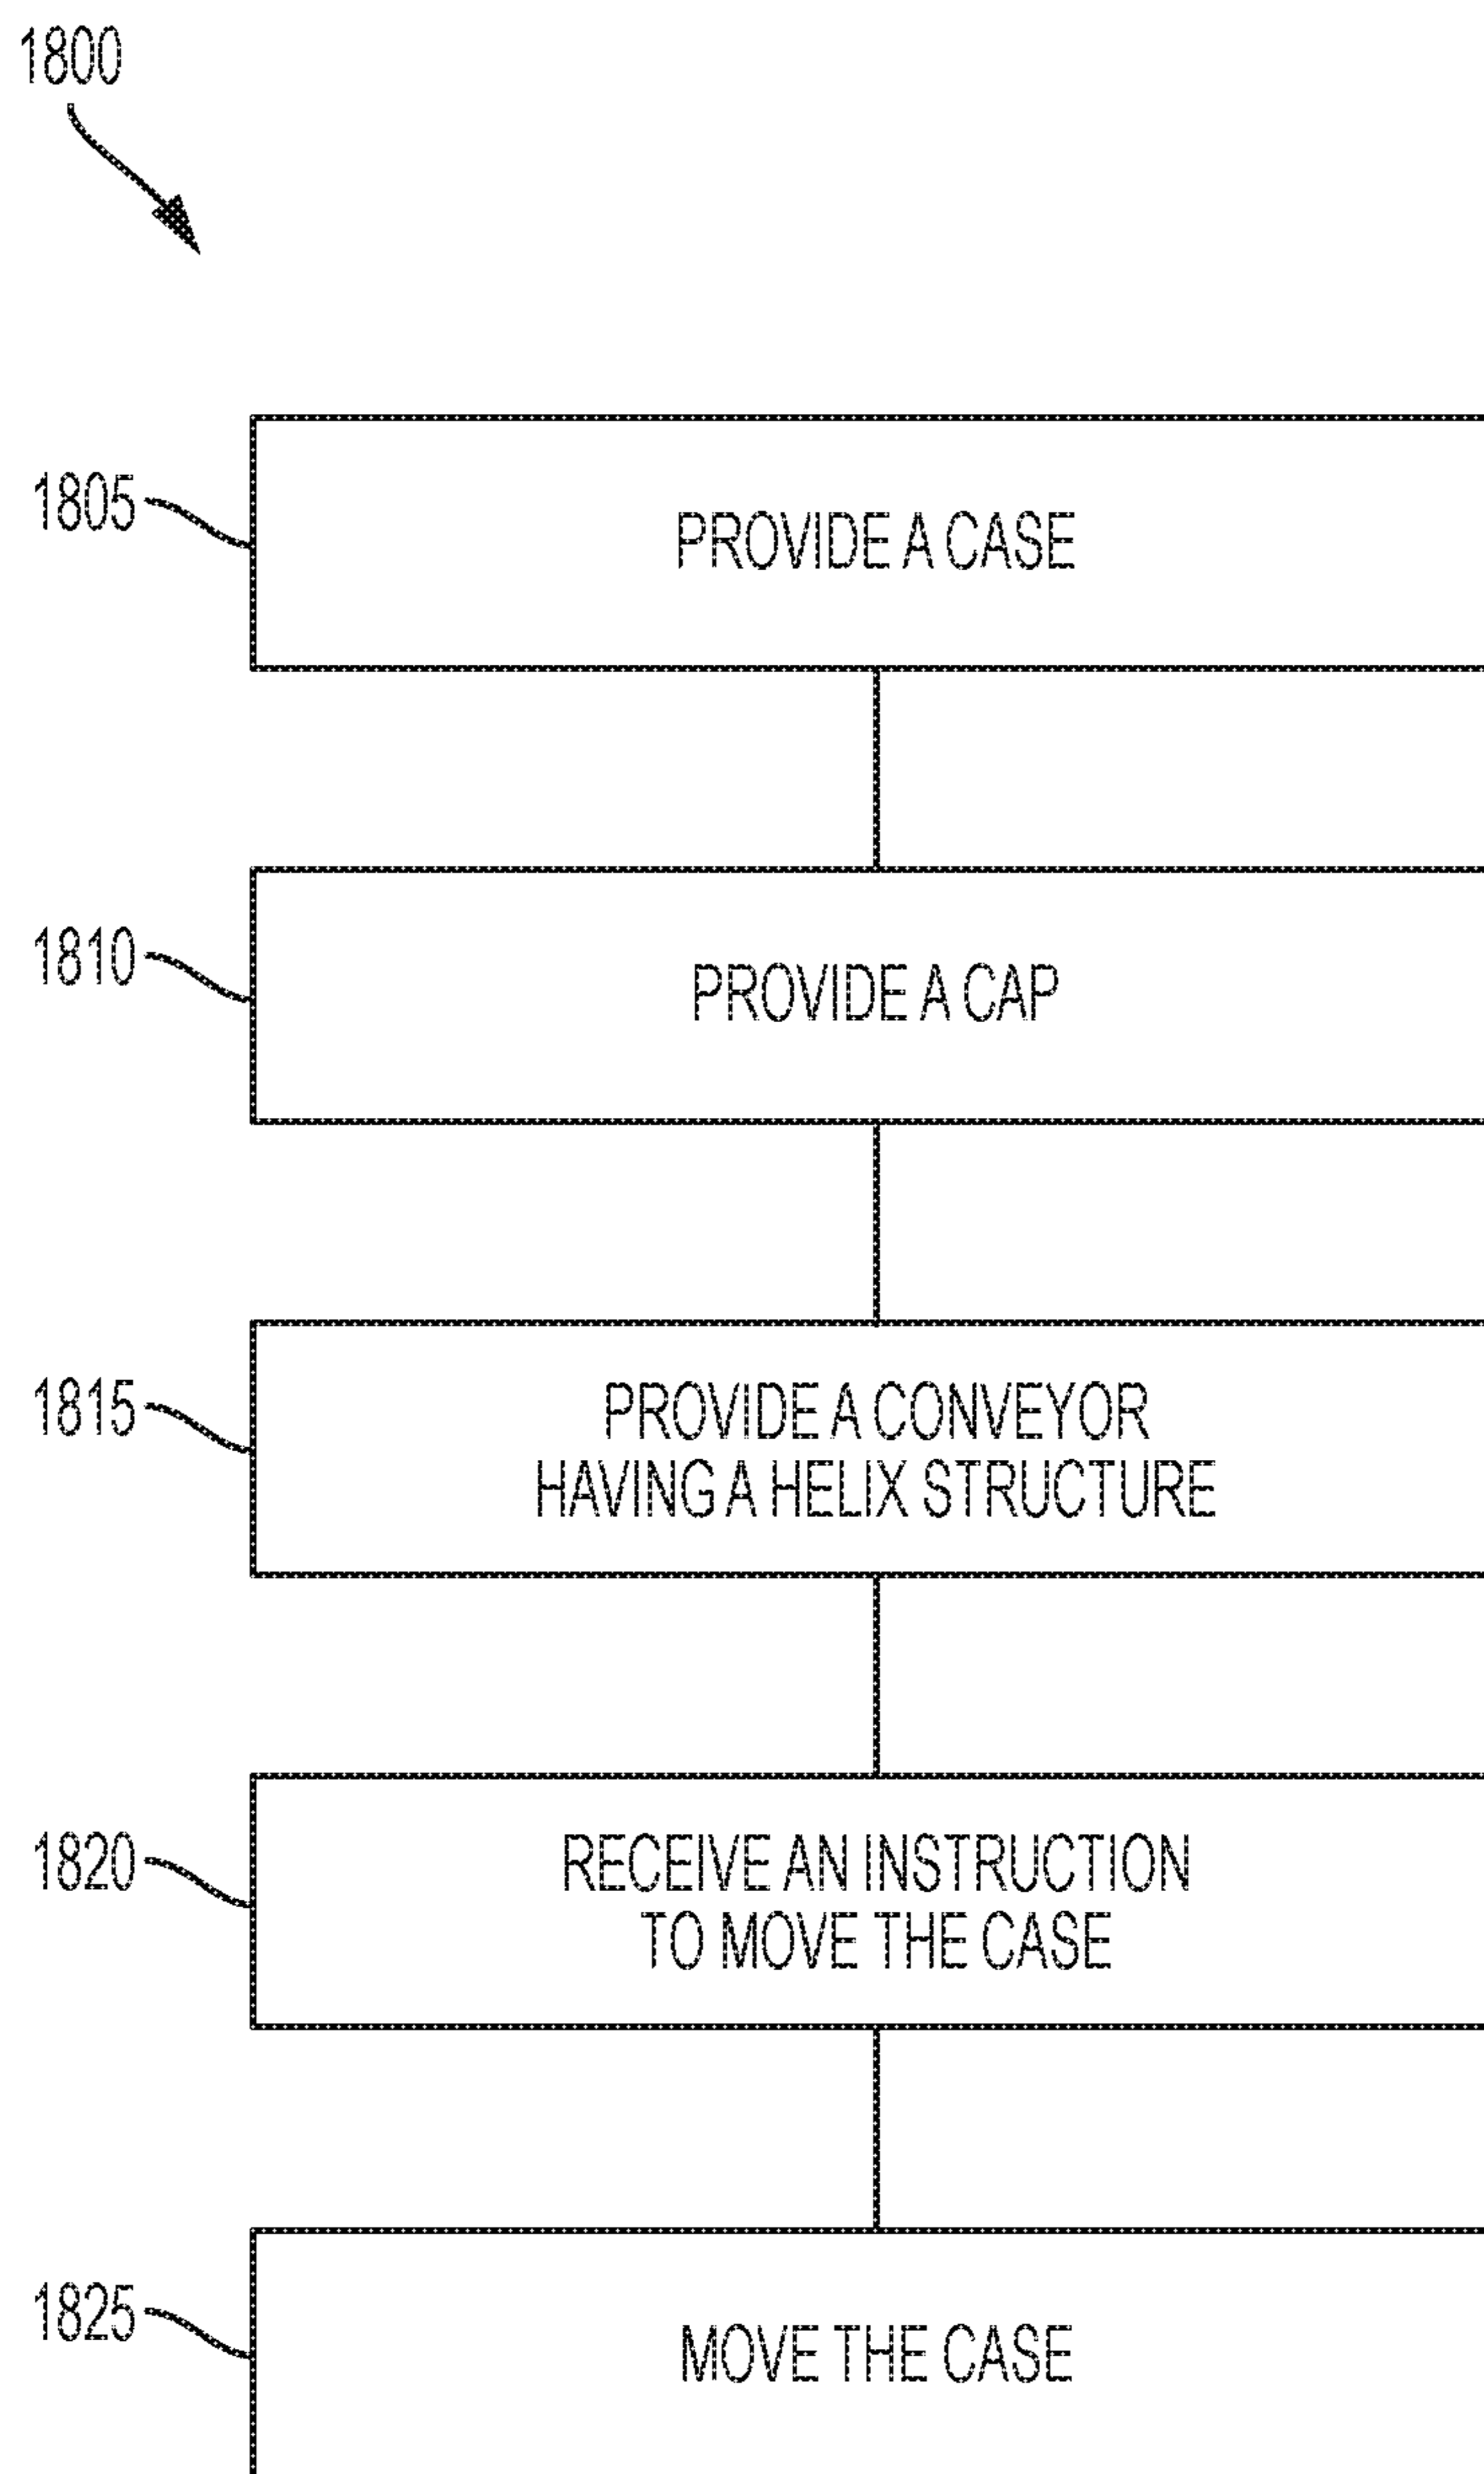 1800
1805
PROVIDE A CASE
1810
PROVIDE A CAP
1815
PROVIDE A CONVEYOR
HAVING A HELIX STRUCTURE
1820
RECEIVE AN INSTRUCTION
TO MOVE THE CASE
1825
MOVE THE CASE